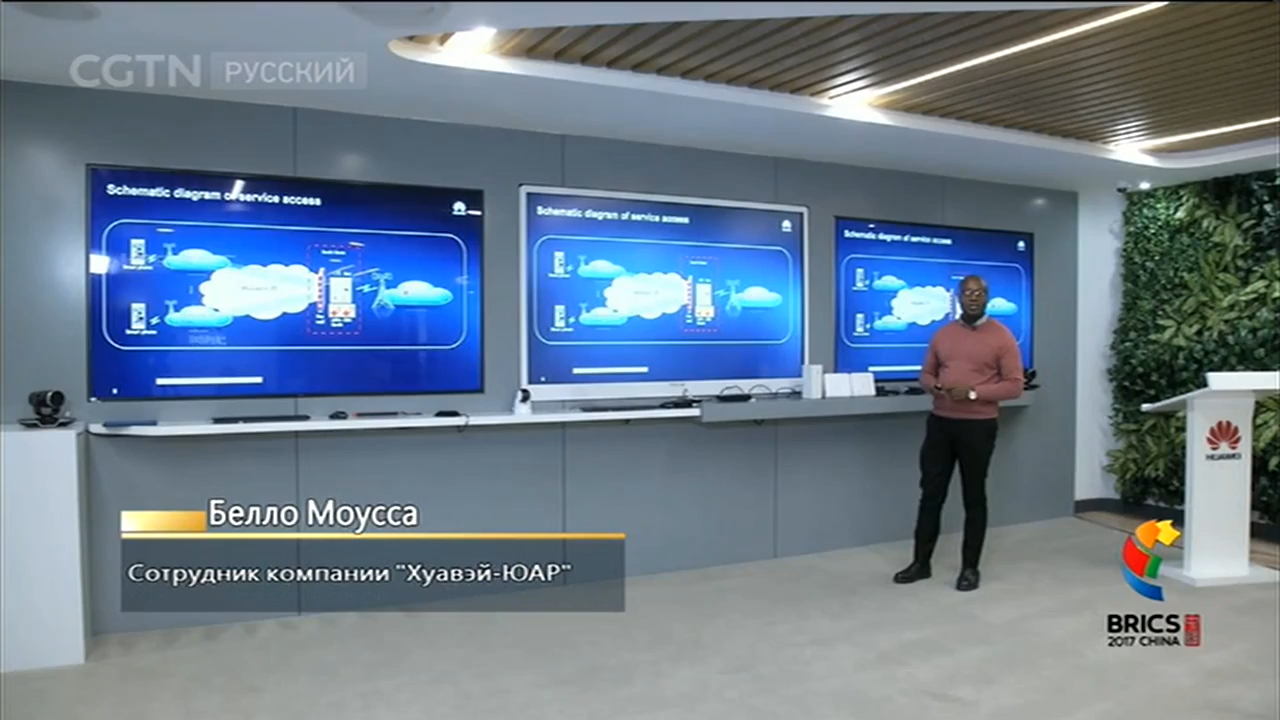 CGTN РУССКИЙ
Schematic diagram of service access
Schematic diagram of service access
Schematic diagram of service access
HUAWEI
Белло Моусса
Сотрудник компании "Хуавэй-ЮАР"
BRICS
2017 CHINA